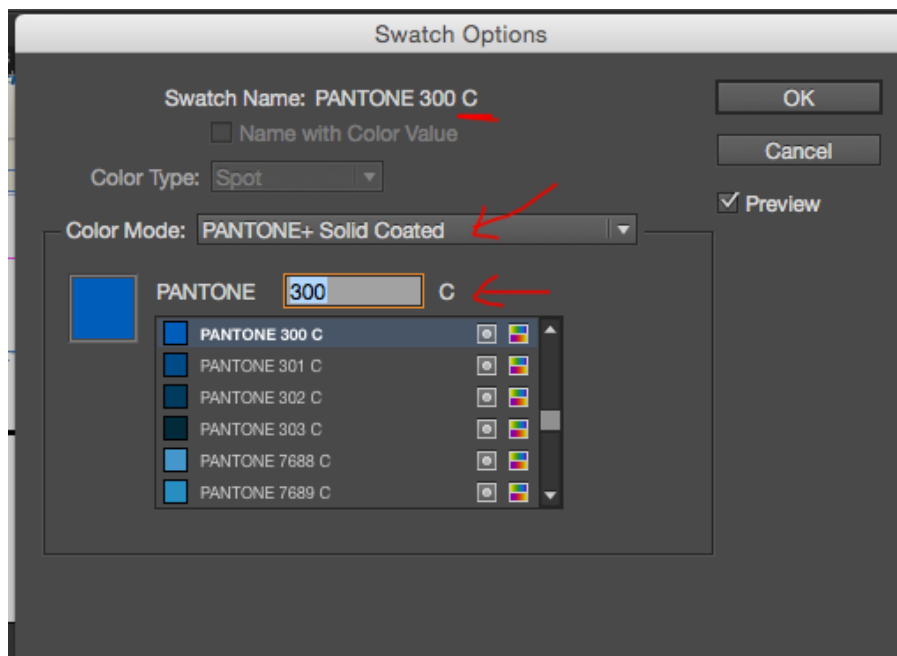 Swatch Options
Swatch Name: PANTONE 300 C
OK
Name with Color Value
Cancel
Color Type: Spot
Preview
Color Mode: PANTONE+ Solid Coated
PANTONE 300 C
PANTONE 300 C
PANTONE 301 C
PANTONE 302 C
PANTONE 303 C
PANTONE 7688 C
PANTONE 7689 C